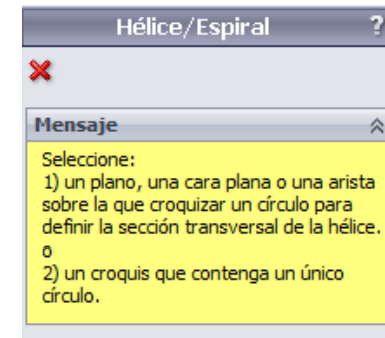 Hélice/Espiral ?
Mensaje
Seleccione:
1) un plano, una cara plana o una arista
sobre la que croquizar un círculo para
definir la sección transversal de la hélice.
o
2) un croquis que contenga un único
círculo.